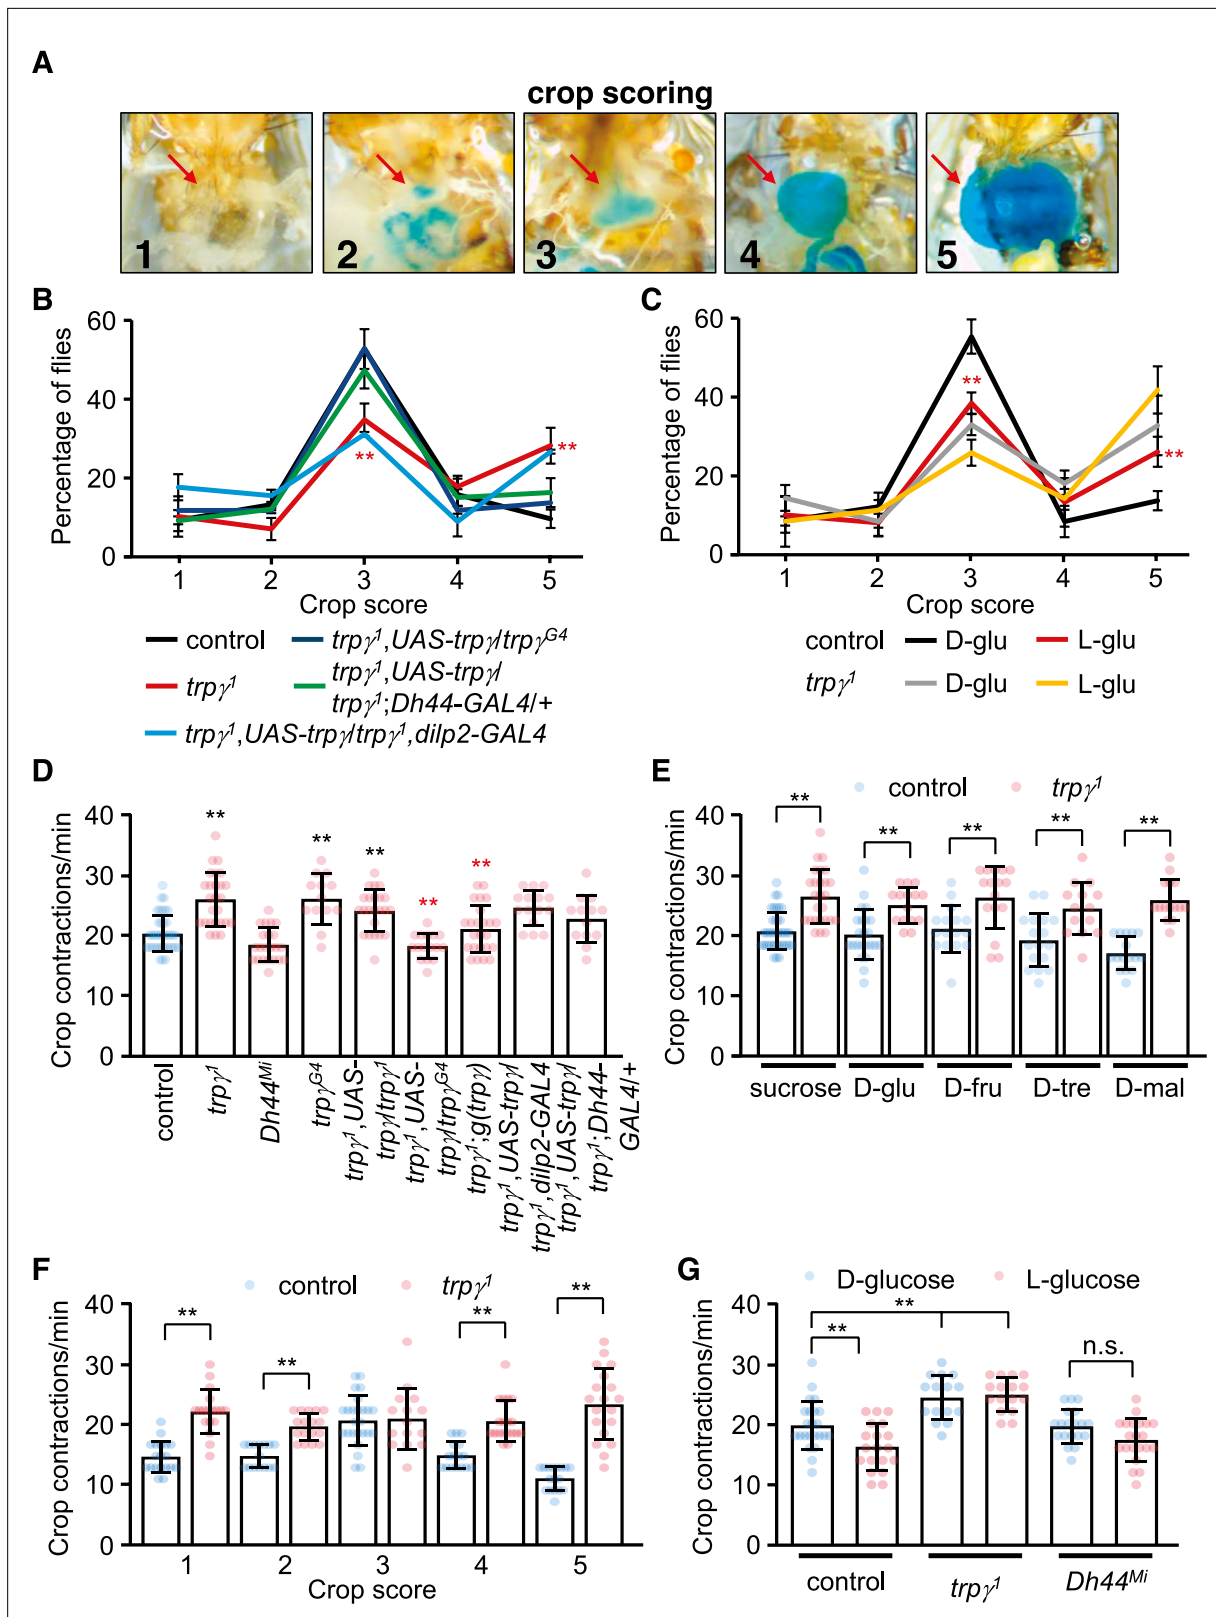 A
crop scoring
1 2 3 4 5
B
60
40
20
0
Percentage of flies
1 2 3 4 5
Crop score
** **
control
trpγ¹
trpγ¹,UAS-trpγ/trpγ^G4
trpγ¹,UAS-trpγ/
trpγ¹;Dh44-GAL4/+
trpγ¹,UAS-trpγ/trpγ¹,dilp2-GAL4
C
60
40
20
0
Percentage of flies
1 2 3 4 5
Crop score
** **
control D-glu L-glu
trpγ¹ D-glu L-glu
D
40
30
20
10
0
Crop contractions/min
** ** ** ** **
control
trpγ¹
Dh44^Mi
trpγ^G4
trpγ¹,UAS-
trpγ/trpγ¹
trpγ¹,UAS-
trpγ/trpγ^G4
trpγ¹;g(trpγ)
trpγ¹,UAS-trpγ/
trpγ¹,dilp2-GAL4
trpγ¹,UAS-trpγ/
trpγ¹;Dh44-
GAL4/+
E
control trpγ¹
40
30
20
10
0
Crop contractions/min
** ** ** ** **
sucrose D-glu D-fru D-tre D-mal
F
control trpγ¹
40
30
20
10
0
Crop contractions/min
** ** ** **
1 2 3 4 5
Crop score
G
D-glucose L-glucose
40
30
20
10
0
Crop contractions/min
** ** n.s.
control trpγ¹ Dh44^Mi